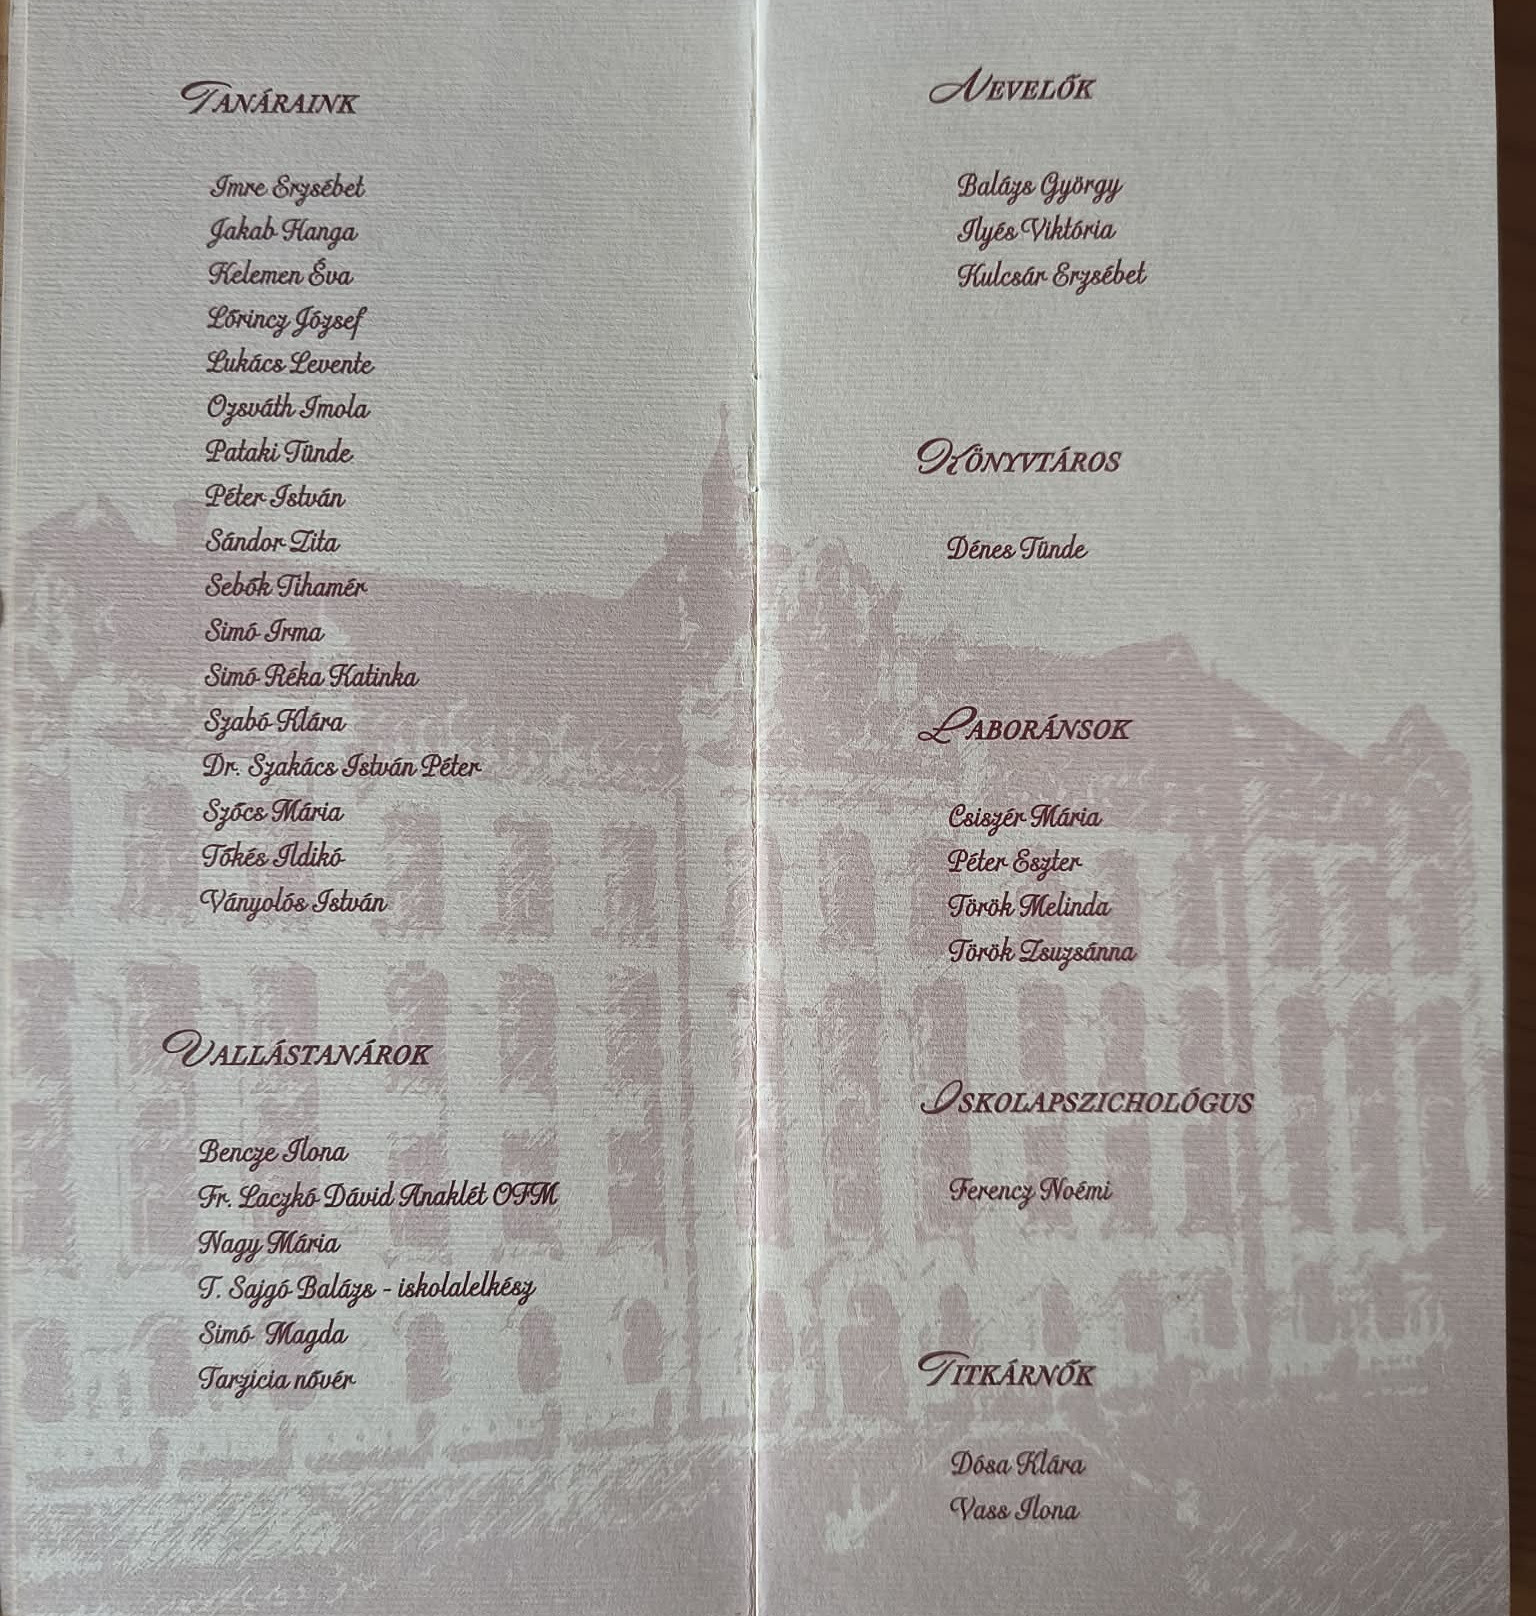 TANÁRAINK
Imre Erzsébet
Jakab Hanga
Kelemen Éva
Lőrincz József
Lukács Levente
Ozsváth Imola
Pataki Tünde
Péter István
Sándor Zita
Sebők Tihamér
Simó Irma
Simó Réka Katinka
Szabó Klára
Dr. Szakács István Péter
Szőcs Mária
Tőkés Ildikó
Ványolós István
VALLÁSTANÁROK
Bencze Ilona
Fr. Laczkó Dávid Anaklét OFM
Nagy Mária
T. Sajgó Balázs - iskolalelkész
Simó Magda
Tarzicia nővér
NEVELŐK
Balázs György
Ilyés Viktória
Kulcsár Erzsébet
KÖNYVTÁROS
Dénes Tünde
LABORÁNSOK
Csiszér Mária
Péter Eszter
Török Melinda
Török Zsuzsánna
ISKOLAPSZICHOLÓGUS
Ferencz Noémi
TITKÁRNŐK
Dósa Klára
Vass Ilona